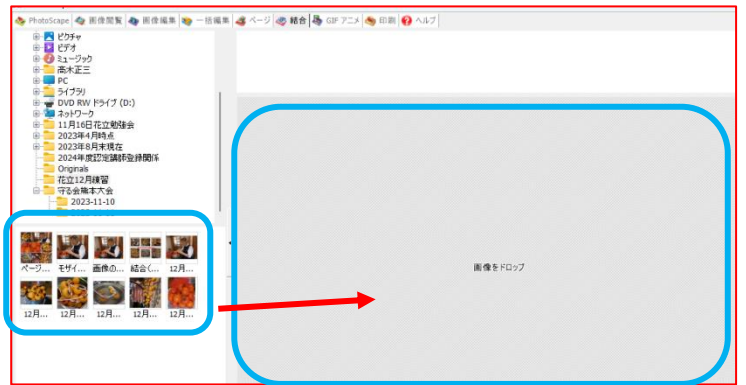 PhotoScape 画像閲覧 画像編集 一括編集 ページ 結合 GIF アニメ 印刷 ヘルプ
ピクチャ
ビデオ
ミュージック
高木正三
PC
ライブラリ
DVD RW ドライブ (D:)
ネットワーク
11月16日花立勉強会
2023年4月時点
2023年8月末現在
2024年度認定講師登録関係
Originals
花立12月練習
守る会熊本大会
2023-11-10
ページ... モザイ... 画像の... 結合(... 12月...
12月... 12月... 12月... 12月... 12月...
画像をドロップ